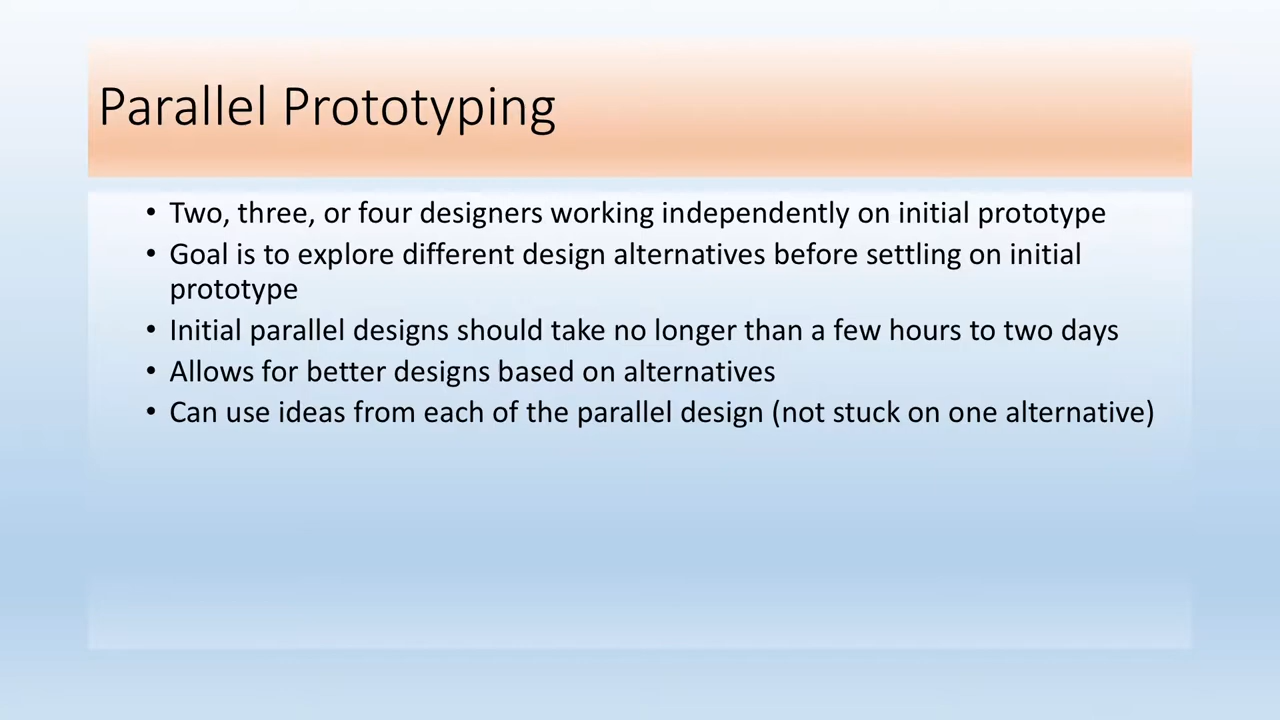 Parallel Prototyping
• Two, three, or four designers working independently on initial prototype
• Goal is to explore different design alternatives before settling on initial
prototype
• Initial parallel designs should take no longer than a few hours to two days
• Allows for better designs based on alternatives
• Can use ideas from each of the parallel design (not stuck on one alternative)